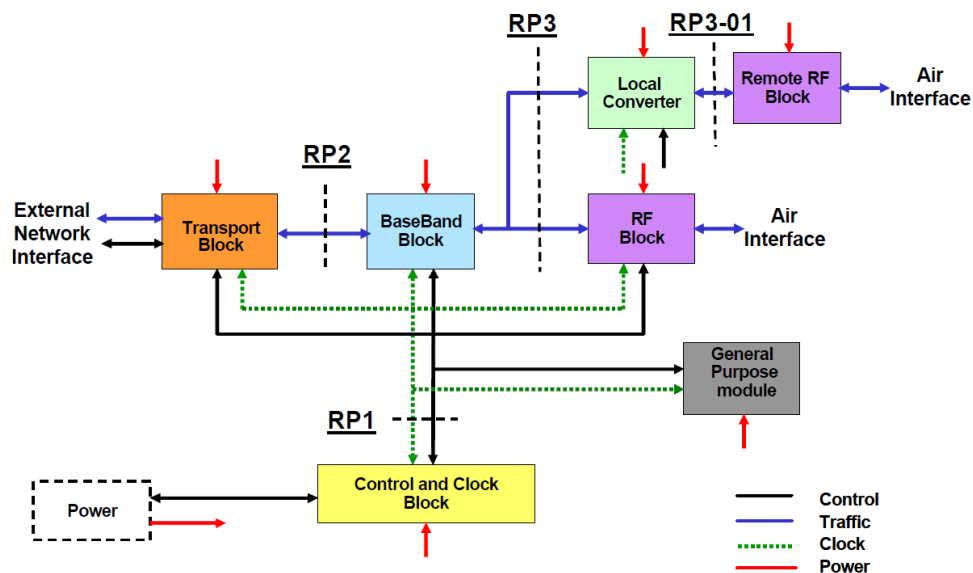 RP3
RP3-01
Local
Converter
Remote RF
Block
Air
Interface
RP2
External
Network
Interface
Transport
Block
BaseBand
Block
RF
Block
Air
Interface
General
Purpose
module
RP1
Control and Clock
Block
Power
Control
Traffic
Clock
Power